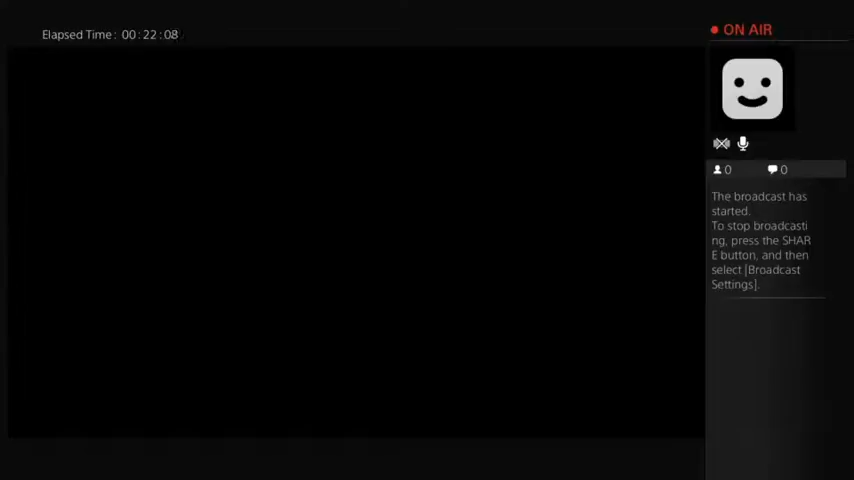 Elapsed Time: 00:22:08
ON AIR
0 0
The broadcast has
started.
To stop broadcasti
ng, press the SHAR
E button, and then
select [Broadcast
Settings].